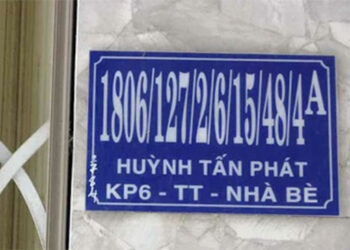 1806/127/2/6/15/48/4A
HUỲNH TẤN PHÁT
KP6 - TT - NHÀ BÈ